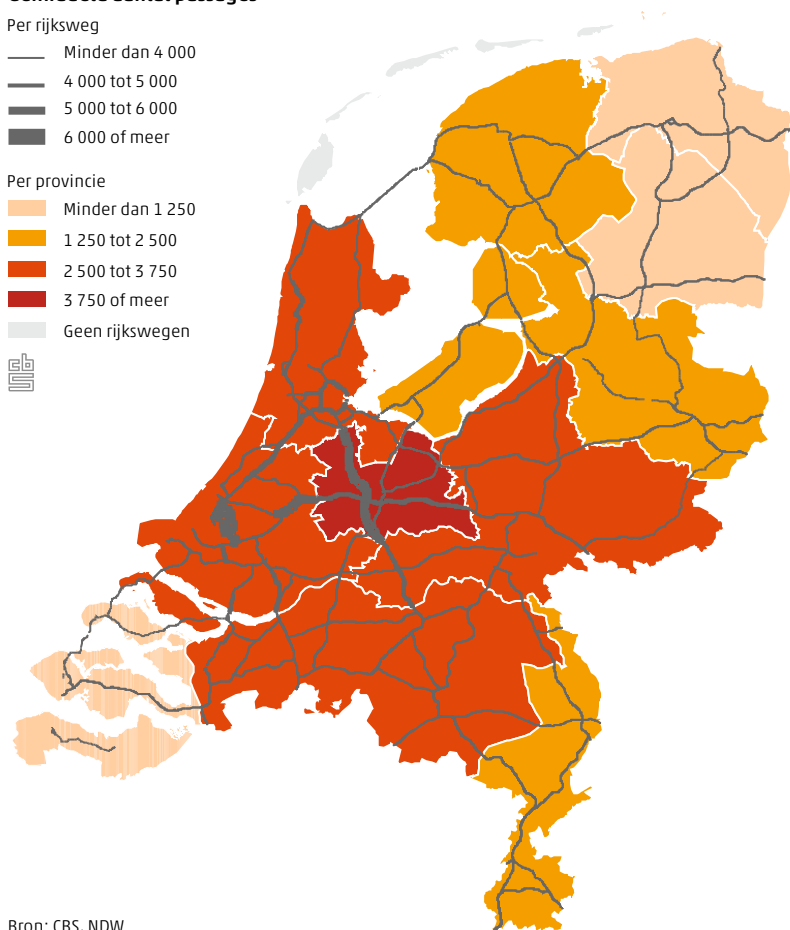 Per rijksweg
Minder dan 4 000
4 000 tot 5 000
5 000 tot 6 000
6 000 of meer
Per provincie
Minder dan 1 250
1 250 tot 2 500
2 500 tot 3 750
3 750 of meer
Geen rijkswegen
cbs
Bron: CBS, NDW